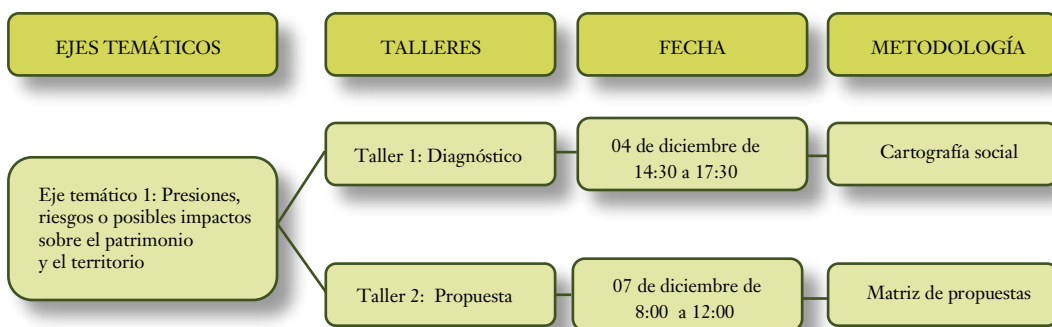 EJES TEMÁTICOS
TALLERES
FECHA
METODOLOGÍA
Eje temático 1: Presiones,
riesgos o posibles impactos
sobre el patrimonio
y el territorio
Taller 1: Diagnóstico
04 de diciembre de
14:30 a 17:30
Cartografía social
Taller 2: Propuesta
07 de diciembre de
8:00 a 12:00
Matriz de propuestas